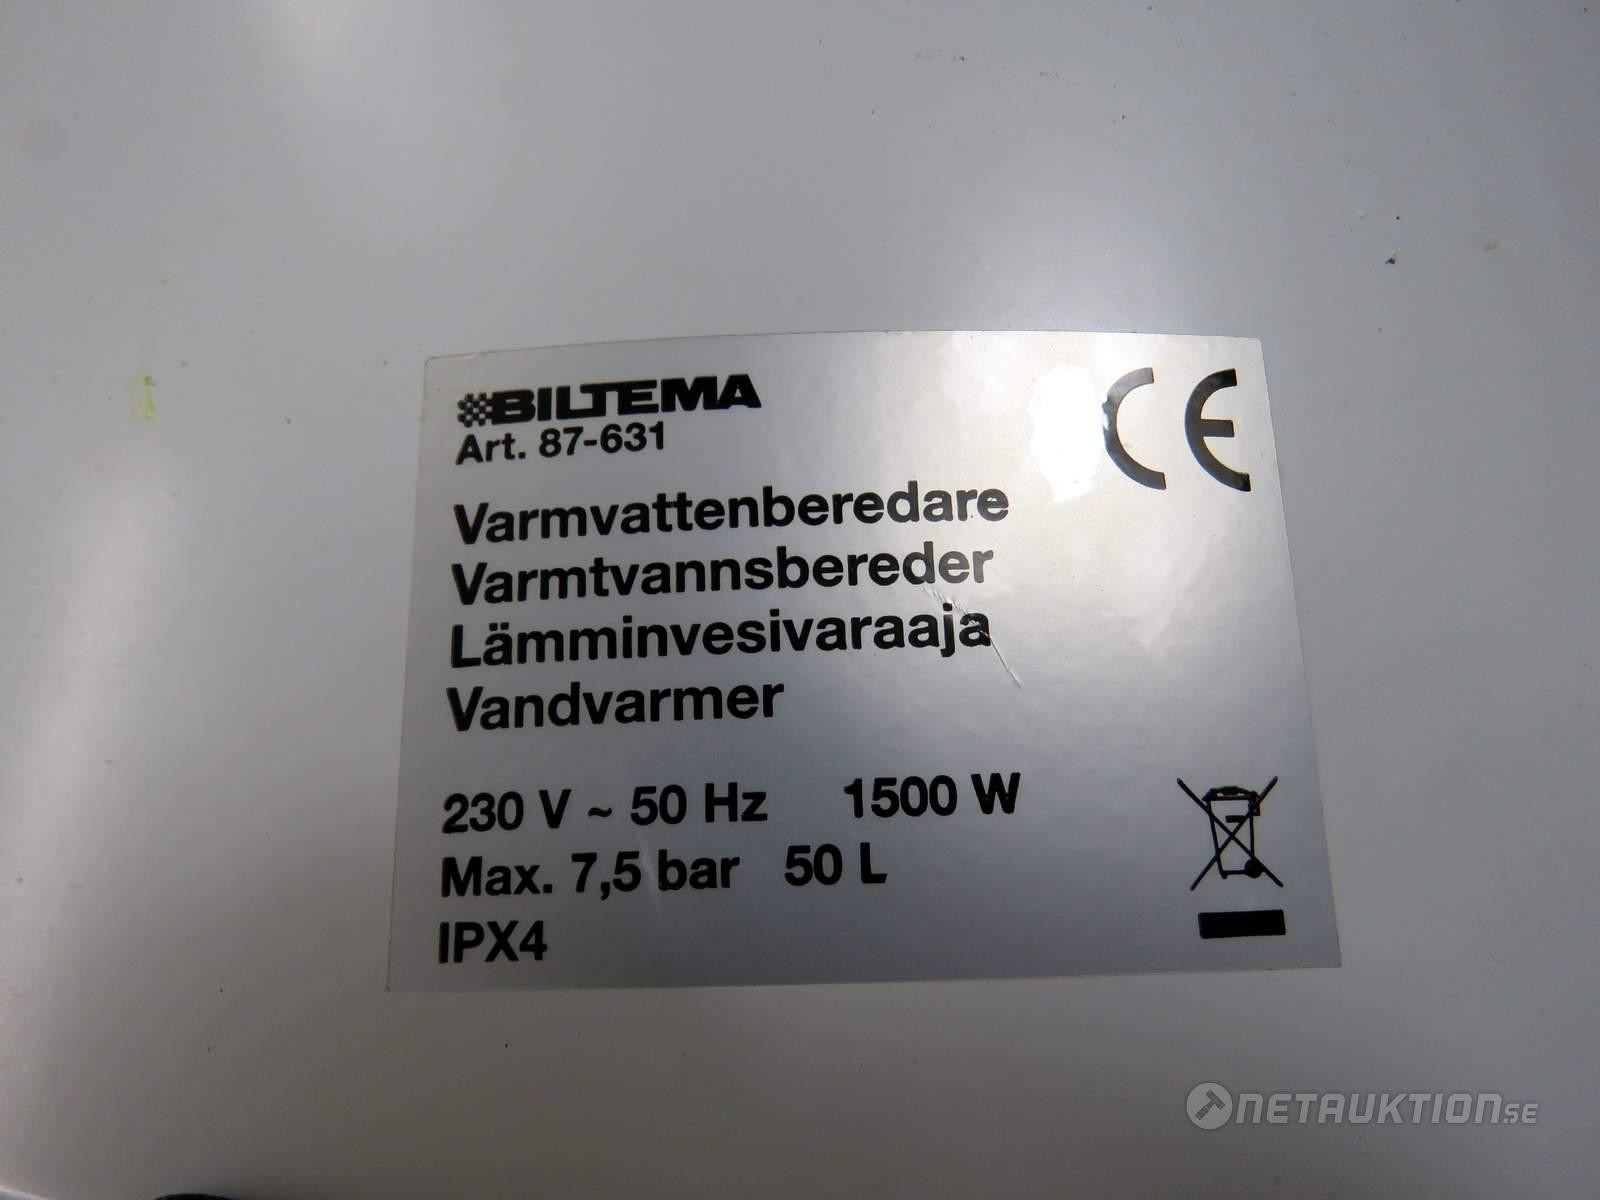 BILTEMA
Art. 87-631
CE
Varmvattenberedare
Varmtvannsbereder
Lämminvesivaraaja
Vandvarmer
230 V ~ 50 Hz 1500 W
Max. 7,5 bar 50 L
IPX4
NETAUKTION.SE